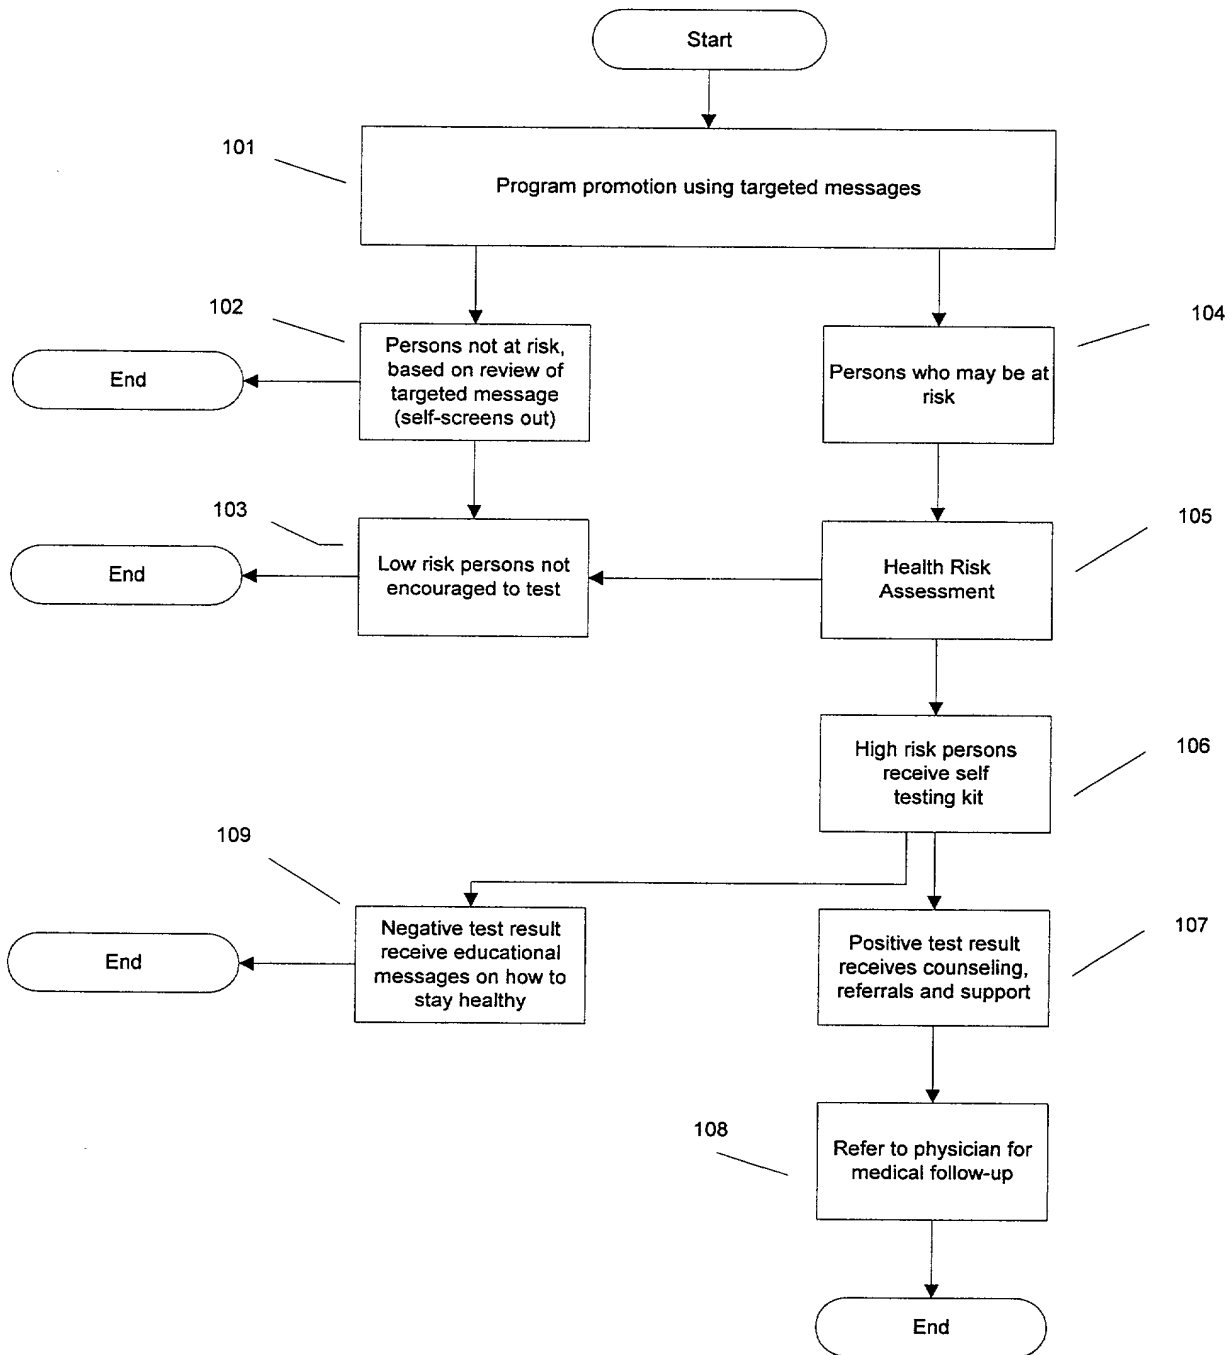 Start
101
Program promotion using targeted messages
102
Persons not at risk,
based on review of
targeted message
(self-screens out)
End
104
Persons who may be at
risk
103
Low risk persons not
encouraged to test
End
105
Health Risk
Assessment
106
High risk persons
receive self
testing kit
109
Negative test result
receive educational
messages on how to
stay healthy
End
107
Positive test result
receives counseling,
referrals and support
108
Refer to physician for
medical follow-up
End